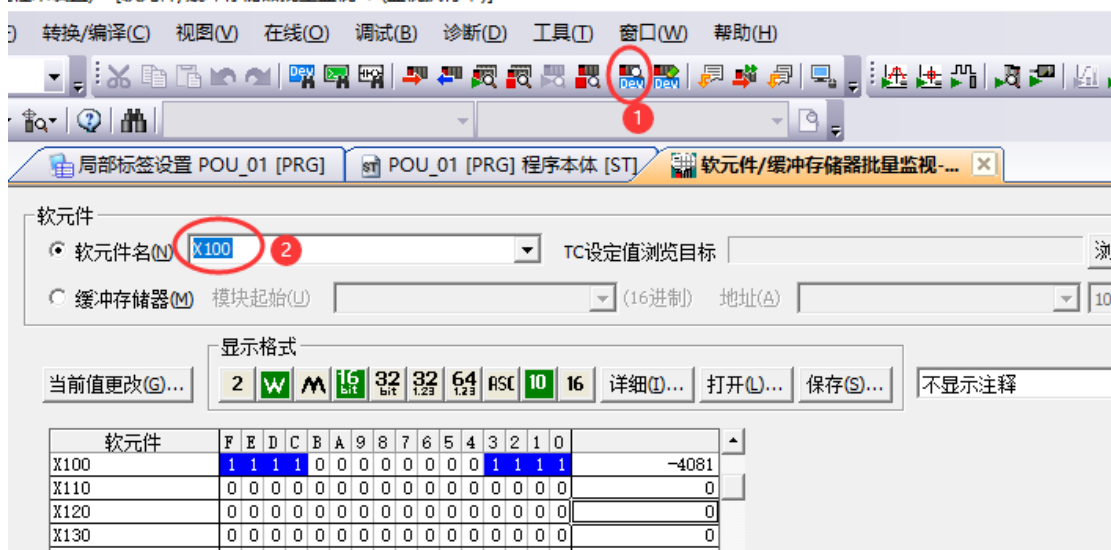 转换/编译(C) 视图(V) 在线(O) 调试(B) 诊断(D) 工具(T) 窗口(W) 帮助(H)
1
局部标签设置 POU_01 [PRG] POU_01 [PRG] 程序本体 [ST] 软元件/缓冲存储器批量监视-...
软元件
软元件名(N) X100 2 TC设定值浏览目标
缓冲存储器(M) 模块起始(U) (16进制) 地址(A) 10
显示格式
当前值更改(G)... 2 W M 16 bit 32 bit 32 1.23 64 1.23 ASC 10 16 详细(I)... 打开(L)... 保存(S)... 不显示注释
软元件 F E D C B A 9 8 7 6 5 4 3 2 1 0
X100 1 1 1 1 0 0 0 0 0 0 0 0 1 1 1 1 -4081
X110 0 0 0 0 0 0 0 0 0 0 0 0 0 0 0 0 0
X120 0 0 0 0 0 0 0 0 0 0 0 0 0 0 0 0 0
X130 0 0 0 0 0 0 0 0 0 0 0 0 0 0 0 0 0